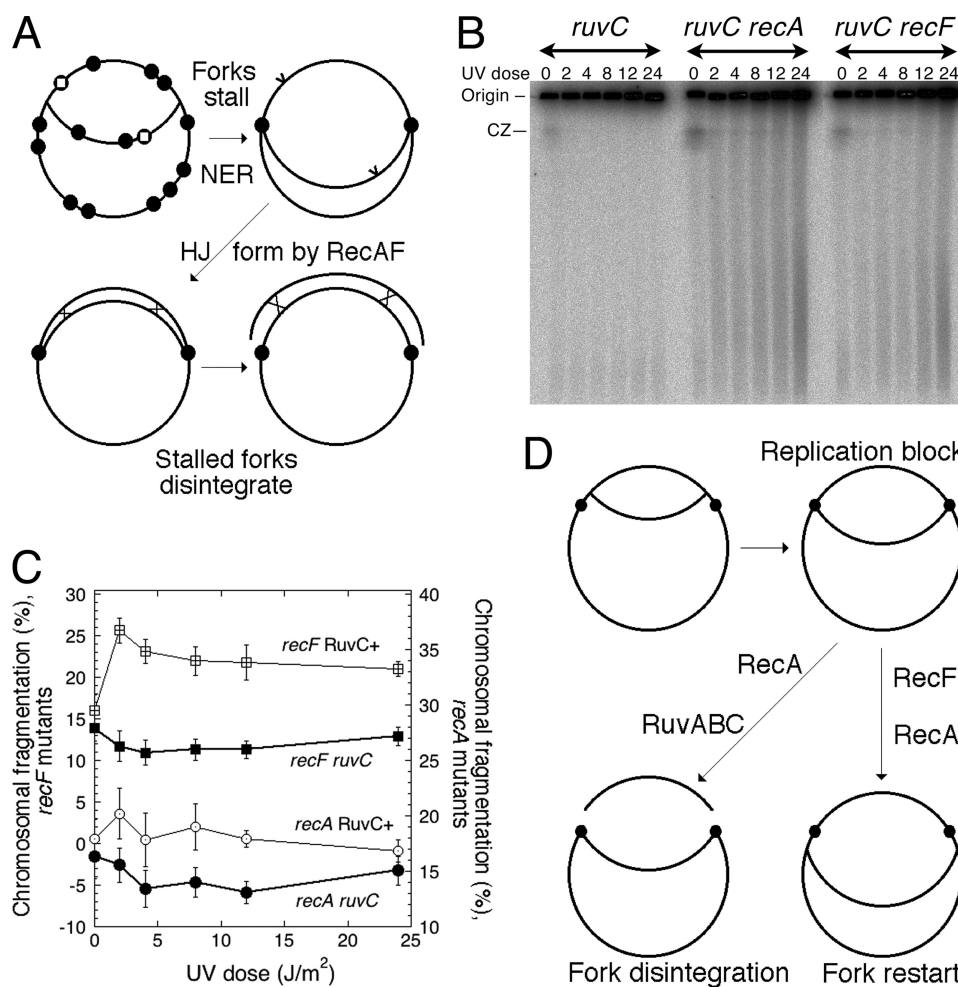 A
Forks
stall
NER
HJ form by RecAF
Stalled forks
disintegrate
B
ruvC
ruvC recA
ruvC recF
UV dose 0 2 4 8 12 24 0 2 4 8 12 24 0 2 4 8 12 24
Origin –
CZ –
C
Chromosomal fragmentation (%),
recF mutants
30
25
20
15
10
5
0
-5
-10
recF RuvC+
recF ruvC
recA RuvC+
recA ruvC
40
35
30
25
20
15
10
Chromosomal fragmentation (%),
recA mutants
0 5 10 15 20 25
UV dose (J/m²)
D
Replication block
RecA
RuvABC
RecF
RecA
Fork disintegration
Fork restart